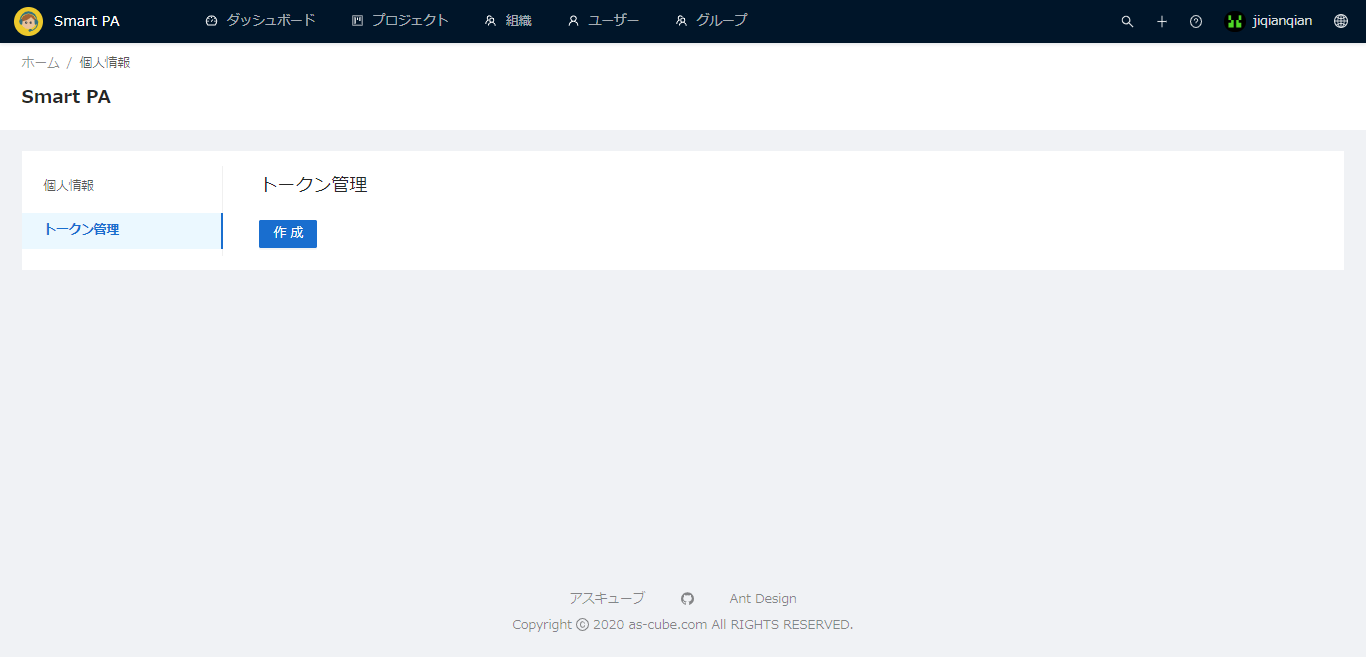 Smart PA ダッシュボード プロジェクト 組織 ユーザー グループ jiqianqian
ホーム / 個人情報
Smart PA
個人情報
トークン管理
トークン管理
作 成
アスキューブ Ant Design
Copyright © 2020 as-cube.com All RIGHTS RESERVED.